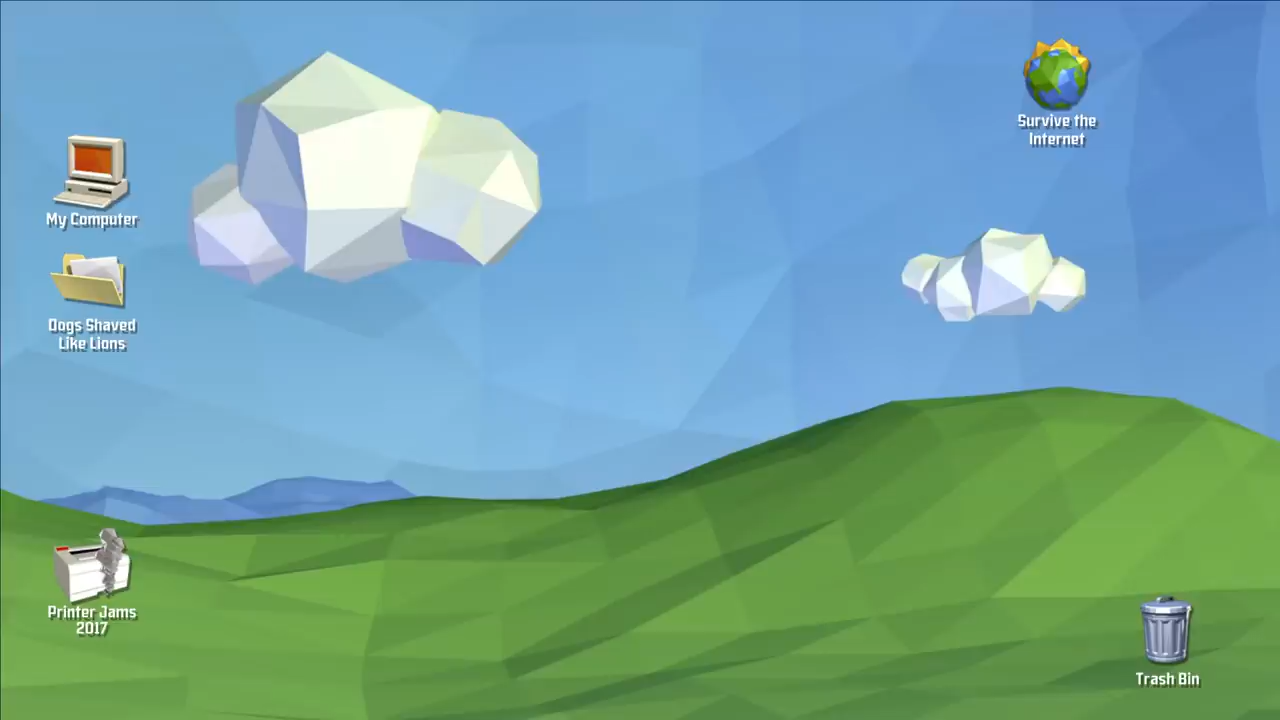 Survive the
Internet
My Computer
Dogs Shaved
Like Lions
Printer Jams
2017
Trash Bin